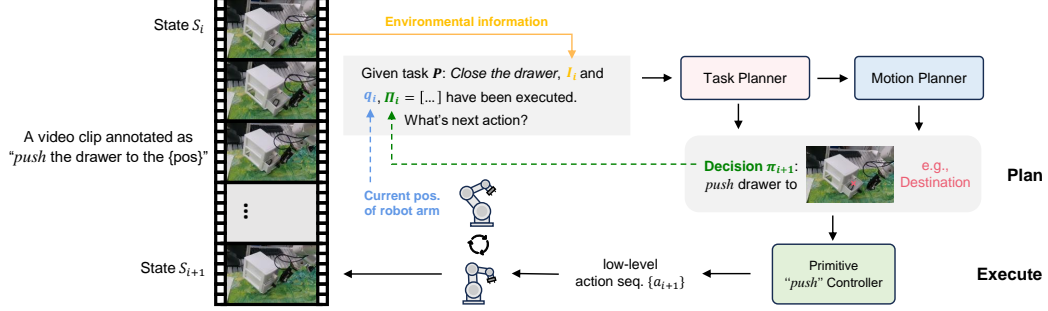 State S_i
Environmental information
Given task P: Close the drawer, I_i and
q_i, Π_i = [...] have been executed.
What's next action?
Task Planner
Motion Planner
A video clip annotated as
“push the drawer to the {pos}”
Decision π_{i+1}:
push drawer to
e.g.,
Destination
Plan
Current pos.
of robot arm
...
State S_{i+1}
low-level
action seq. {a_{i+1}}
Primitive
“push” Controller
Execute